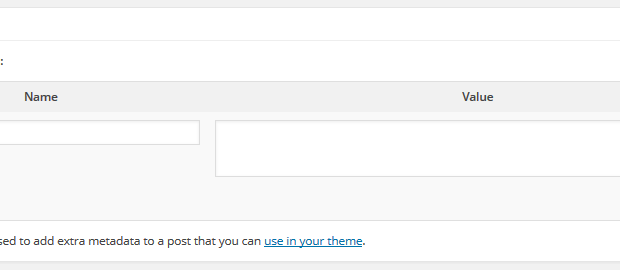 :
Name Value
sed to add extra metadata to a post that you can use in your theme.